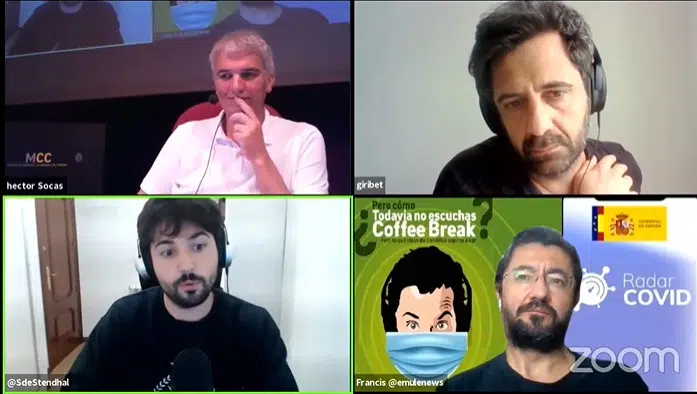 MCC
hector Socas
giribet
Pero cómo
Todavía no escuchas
Coffee Break
¿ ?
Radar
COVID
zoom
@SdeStendhal
Francis @emulenews